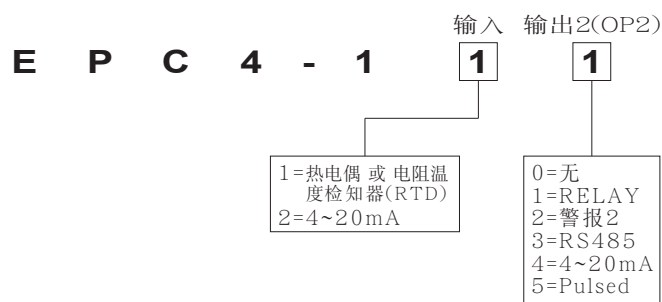 输入 输出2(OP2)
E P C 4 - 1 1 1
1=热电偶 或 电阻温
度检知器(RTD)
2=4~20mA
0=无
1=RELAY
2=警报2
3=RS485
4=4~20mA
5=Pulsed